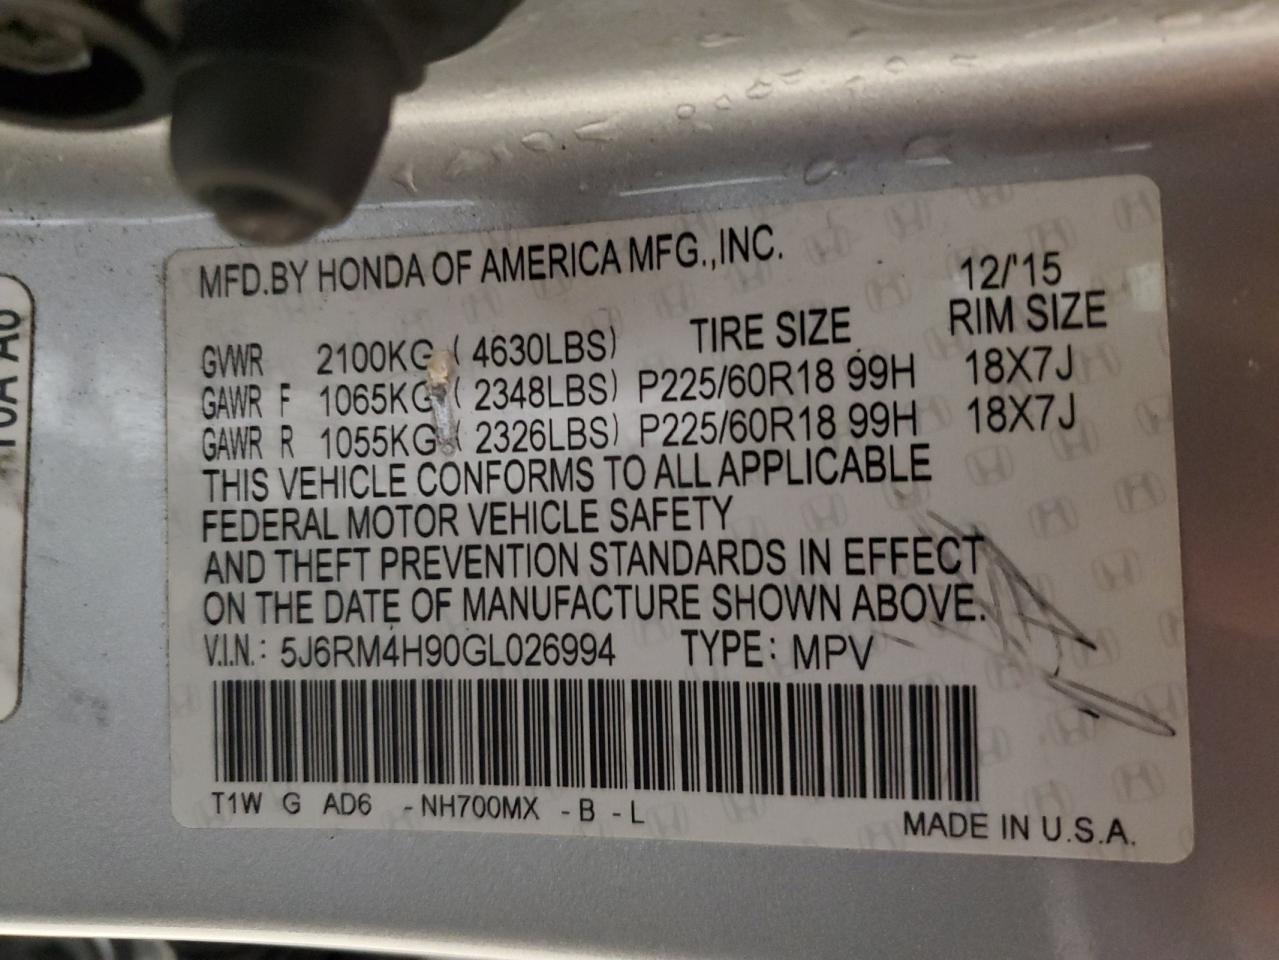 MFD.BY HONDA OF AMERICA MFG.,INC. 12/'15
TIRE SIZE RIM SIZE
GVWR 2100KG ( 4630LBS)
GAWR F 1065KG ( 2348LBS) P225/60R18 99H 18X7J
GAWR R 1055KG ( 2326LBS) P225/60R18 99H 18X7J
THIS VEHICLE CONFORMS TO ALL APPLICABLE
FEDERAL MOTOR VEHICLE SAFETY
AND THEFT PREVENTION STANDARDS IN EFFECT
ON THE DATE OF MANUFACTURE SHOWN ABOVE.
V.I.N.: 5J6RM4H90GL026994 TYPE: MPV
T1W G AD6 -NH700MX -B -L
MADE IN U.S.A.